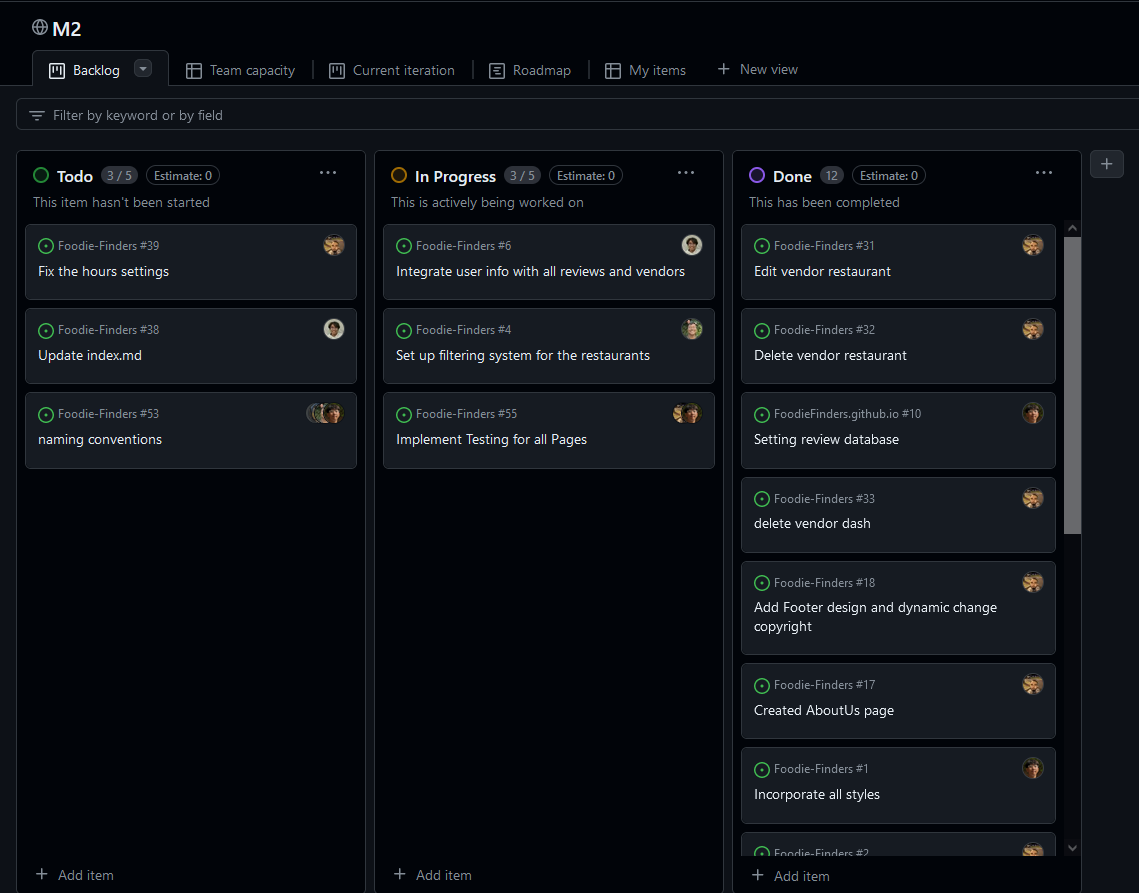 M2
Backlog
Team capacity
Current iteration
Roadmap
My items
New view
Filter by keyword or by field
Todo 3 / 5 Estimate: 0
This item hasn't been started
Foodie-Finders #39
Fix the hours settings
Foodie-Finders #38
Update index.md
Foodie-Finders #53
naming conventions
Add item
In Progress 3 / 5 Estimate: 0
This is actively being worked on
Foodie-Finders #6
Integrate user info with all reviews and vendors
Foodie-Finders #4
Set up filtering system for the restaurants
Foodie-Finders #55
Implement Testing for all Pages
Add item
Done 12 Estimate: 0
This has been completed
Foodie-Finders #31
Edit vendor restaurant
Foodie-Finders #32
Delete vendor restaurant
FoodieFinders.github.io #10
Setting review database
Foodie-Finders #33
delete vendor dash
Foodie-Finders #18
Add Footer design and dynamic change
copyright
Foodie-Finders #17
Created AboutUs page
Foodie-Finders #1
Incorporate all styles
Foodie-Finders #2
Add item